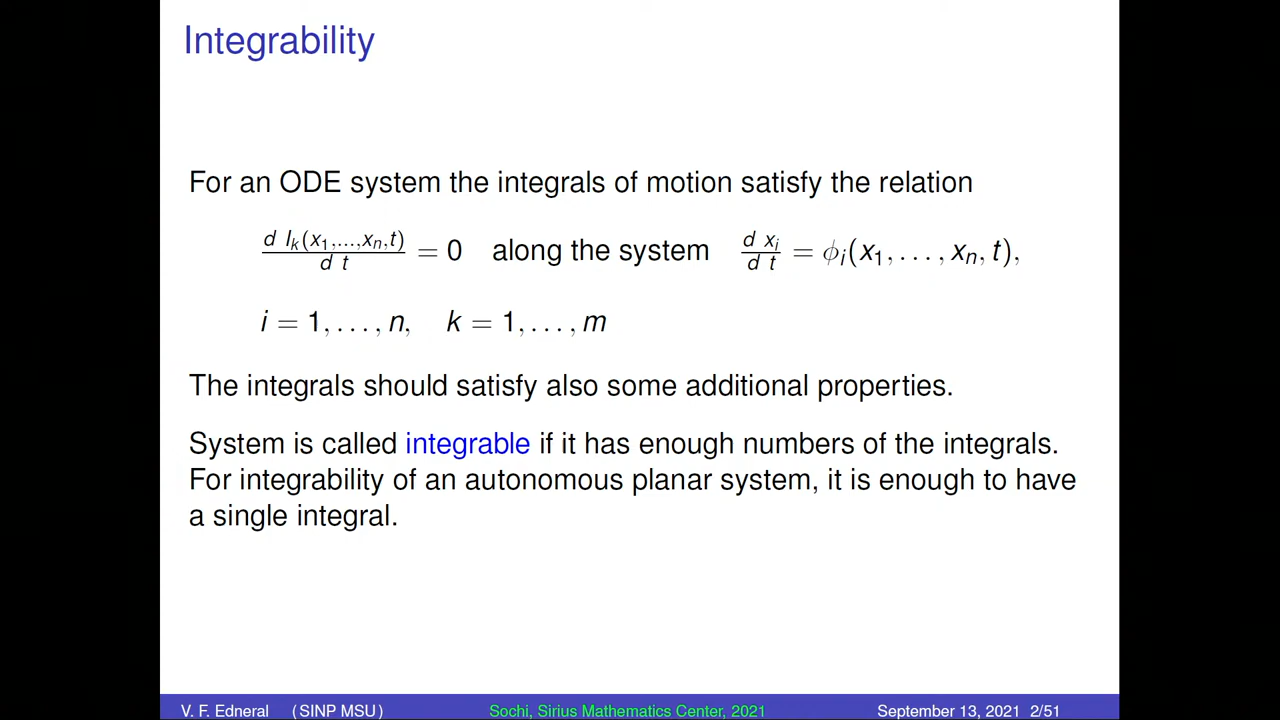 Integrability
For an ODE system the integrals of motion satisfy the relation
d I_k(x_1,...,x_n,t) / d t = 0 along the system d x_i / d t = ϕ_i(x_1, . . . , x_n, t),
i = 1, . . . , n, k = 1, . . . , m
The integrals should satisfy also some additional properties.
System is called integrable if it has enough numbers of the integrals.
For integrability of an autonomous planar system, it is enough to have
a single integral.
V. F. Edneral (SINP MSU) Sochi, Sirius Mathematics Center, 2021 September 13, 2021 2/51